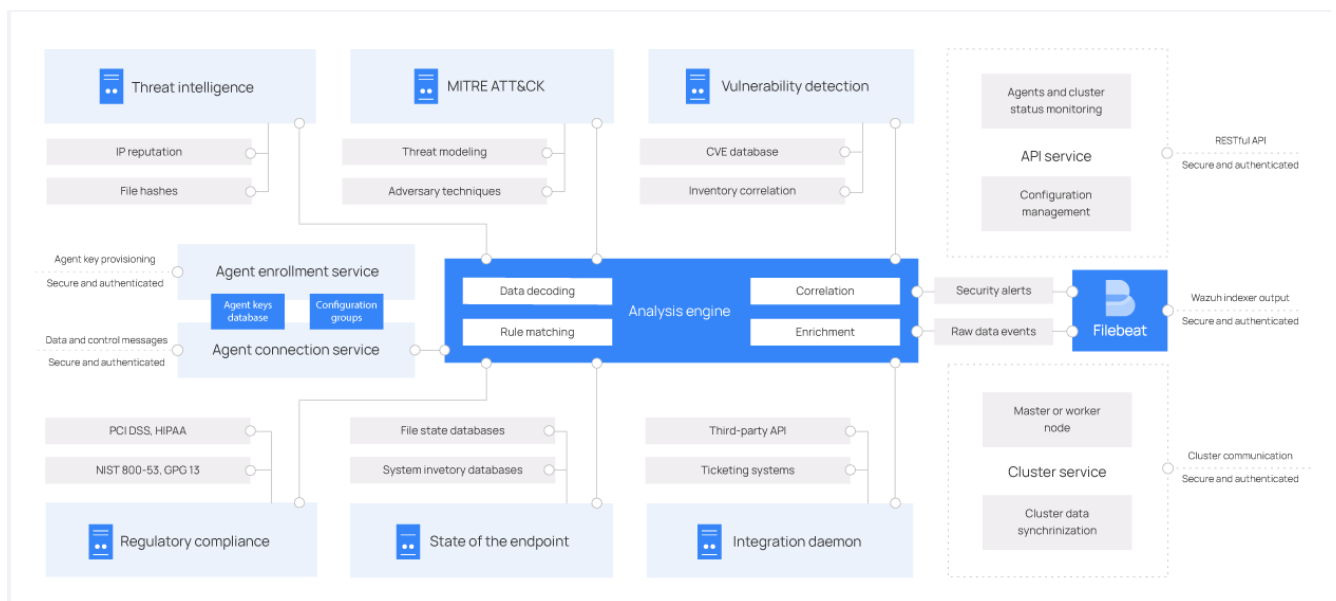 Threat intelligence
IP reputation
File hashes
MITRE ATT&CK
Threat modeling
Adversary techniques
Vulnerability detection
CVE database
Inventory correlation
Agents and cluster
status monitoring
API service
Configuration
management
RESTful API
Secure and authenticated
Agent key provisioning
Secure and authenticated
Agent enrollment service
Agent keys
database
Configuration
groups
Data and control messages
Secure and authenticated
Agent connection service
Data decoding
Rule matching
Analysis engine
Correlation
Enrichment
Security alerts
Raw data events
Filebeat
Wazuh indexer output
Secure and authenticated
PCI DSS, HIPAA
NIST 800-53, GPG 13
Regulatory compliance
File state databases
System invetory databases
State of the endpoint
Third-party API
Ticketing systems
Integration daemon
Master or worker
node
Cluster service
Cluster data
synchrinization
Cluster communication
Secure and authenticated